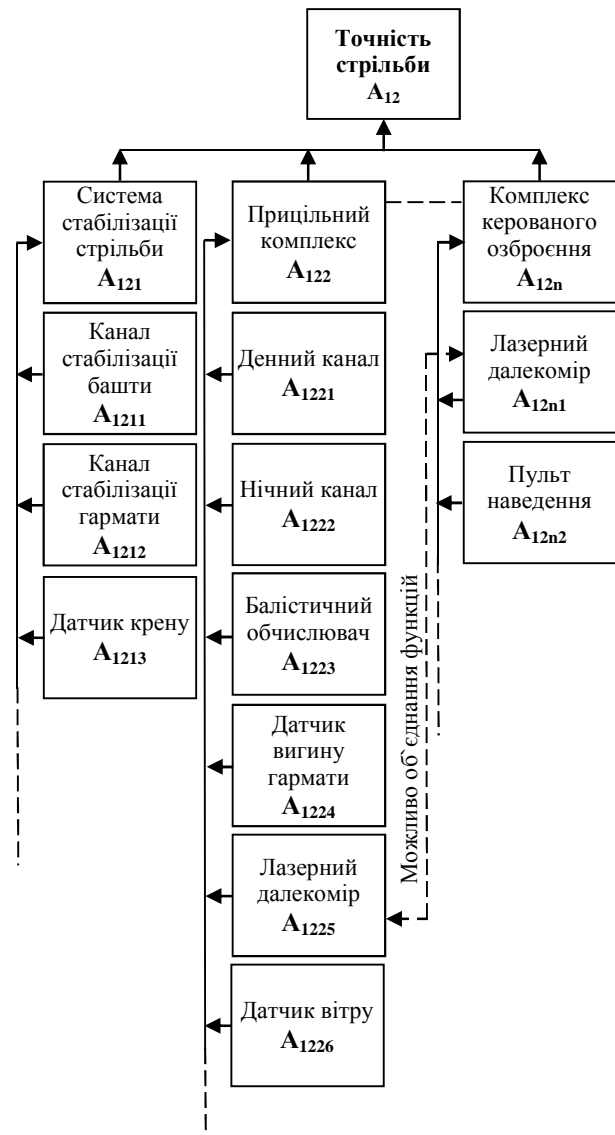 Точність
стрільби
A12
Система
стабілізації
стрільби
A121
Канал
стабілізації
башти
A1211
Канал
стабілізації
гармати
A1212
Датчик крену
A1213
Прицільний
комплекс
A122
Денний канал
A1221
Нічний канал
A1222
Балістичний
обчислювач
A1223
Датчик
вигину
гармати
A1224
Лазерний
далекомір
A1225
Датчик вітру
A1226
Комплекс
керованого
озброєння
A12n
Лазерний
далекомір
A12n1
Пульт
наведення
A12n2
Можливо об`єднання функцій